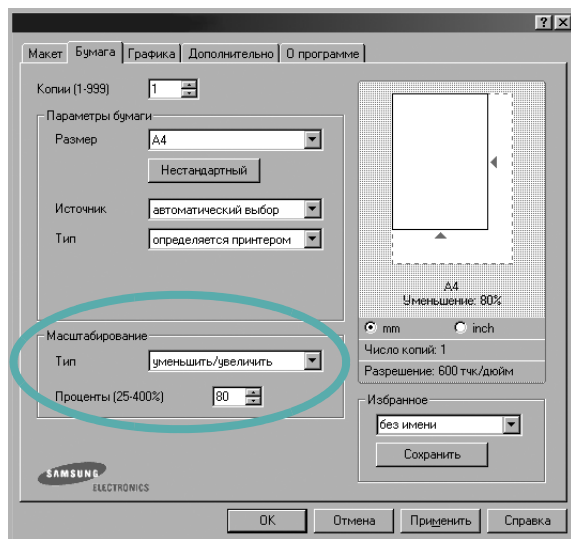 Макет Бумага Графика Дополнительно О программе
Копии (1-999) 1
Параметры бумаги
Размер A4
Нестандартный
Источник автоматический выбор
Тип определяется принтером
A4
Уменьшение: 80%
mm inch
Масштабирование
Тип уменьшить/увеличить
Проценты (25-400%) 80
Число копий: 1
Разрешение: 600 тчк/дюйм
Избранное
без имени
Сохранить
SAMSUNG
ELECTRONICS
OK Отмена Применить Справка